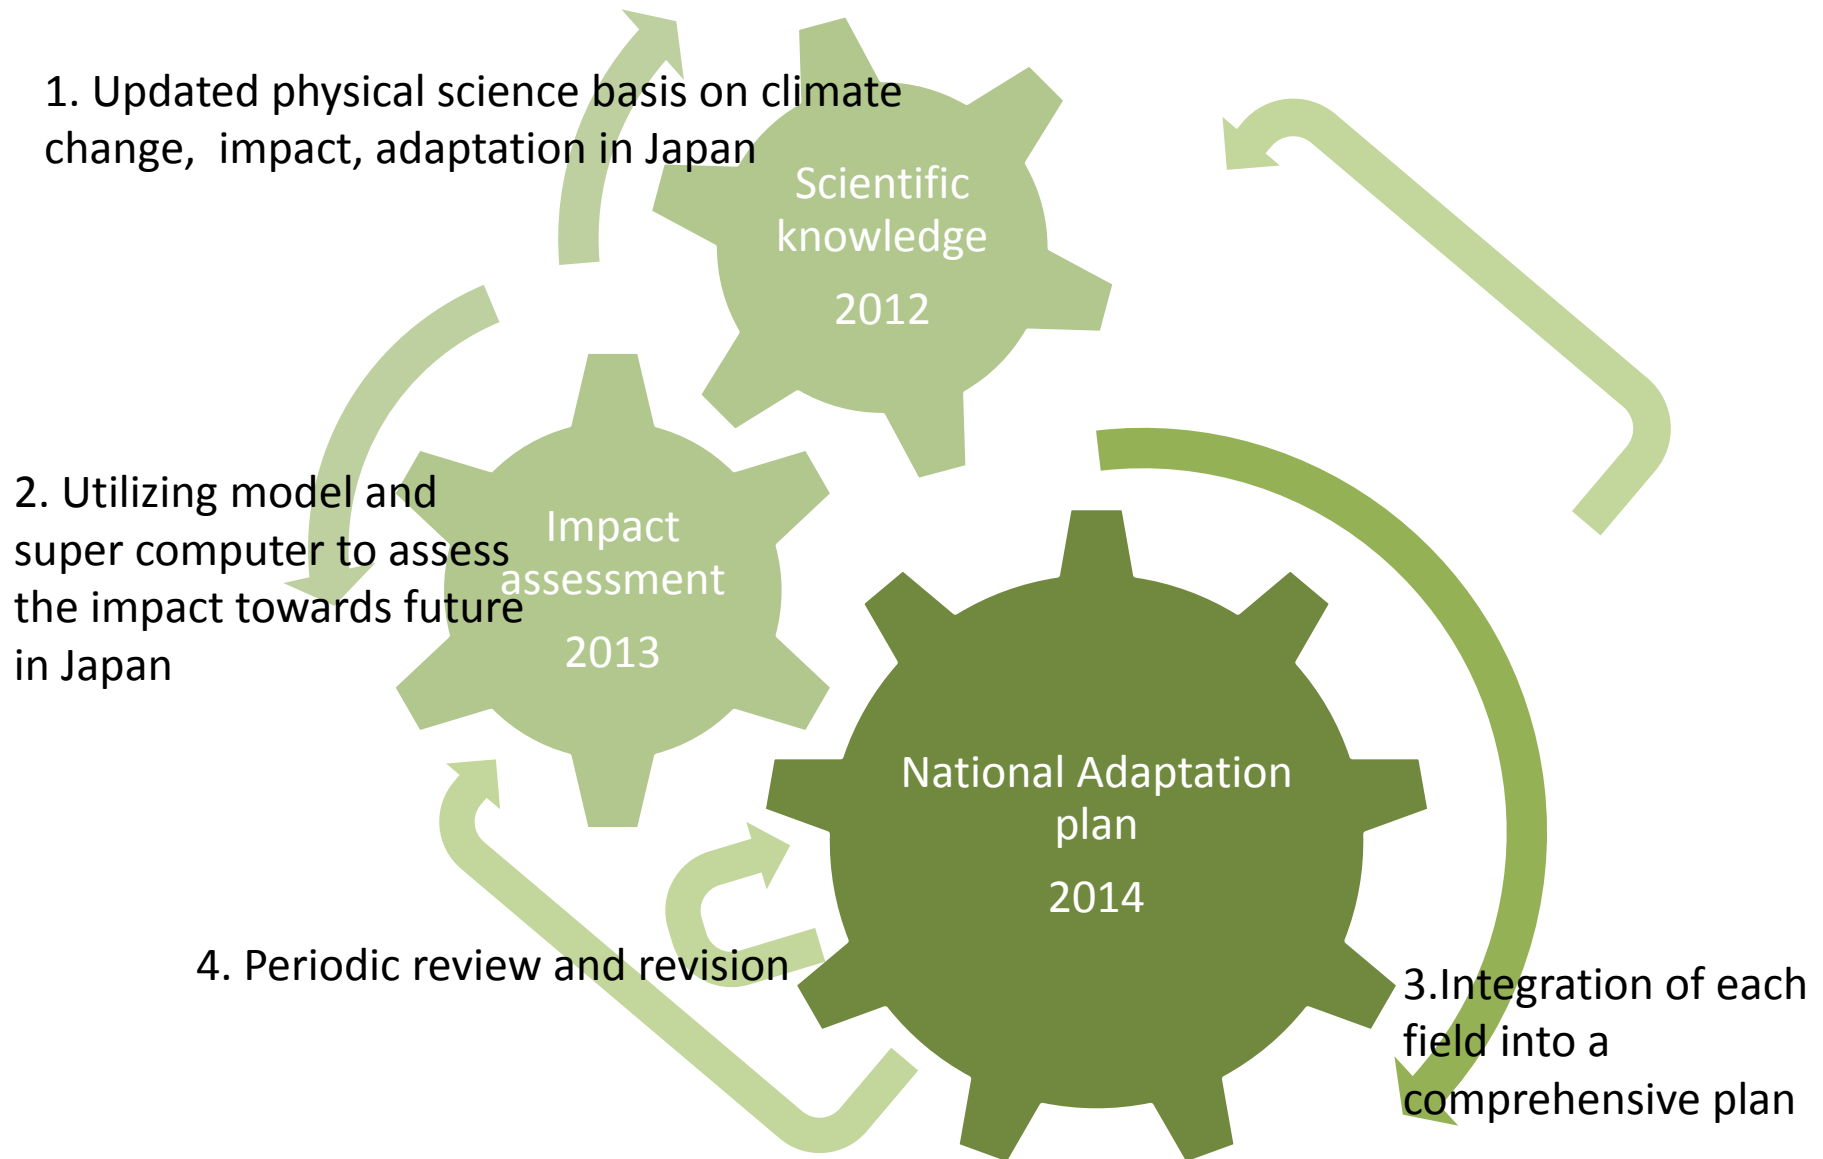 1. Updated physical science basis on climate
change, impact, adaptation in Japan
Scientific
knowledge
2012
2. Utilizing model and
super computer to assess
the impact towards future
in Japan
Impact
assessment
2013
National Adaptation
plan
2014
4. Periodic review and revision
3.Integration of each
field into a
comprehensive plan